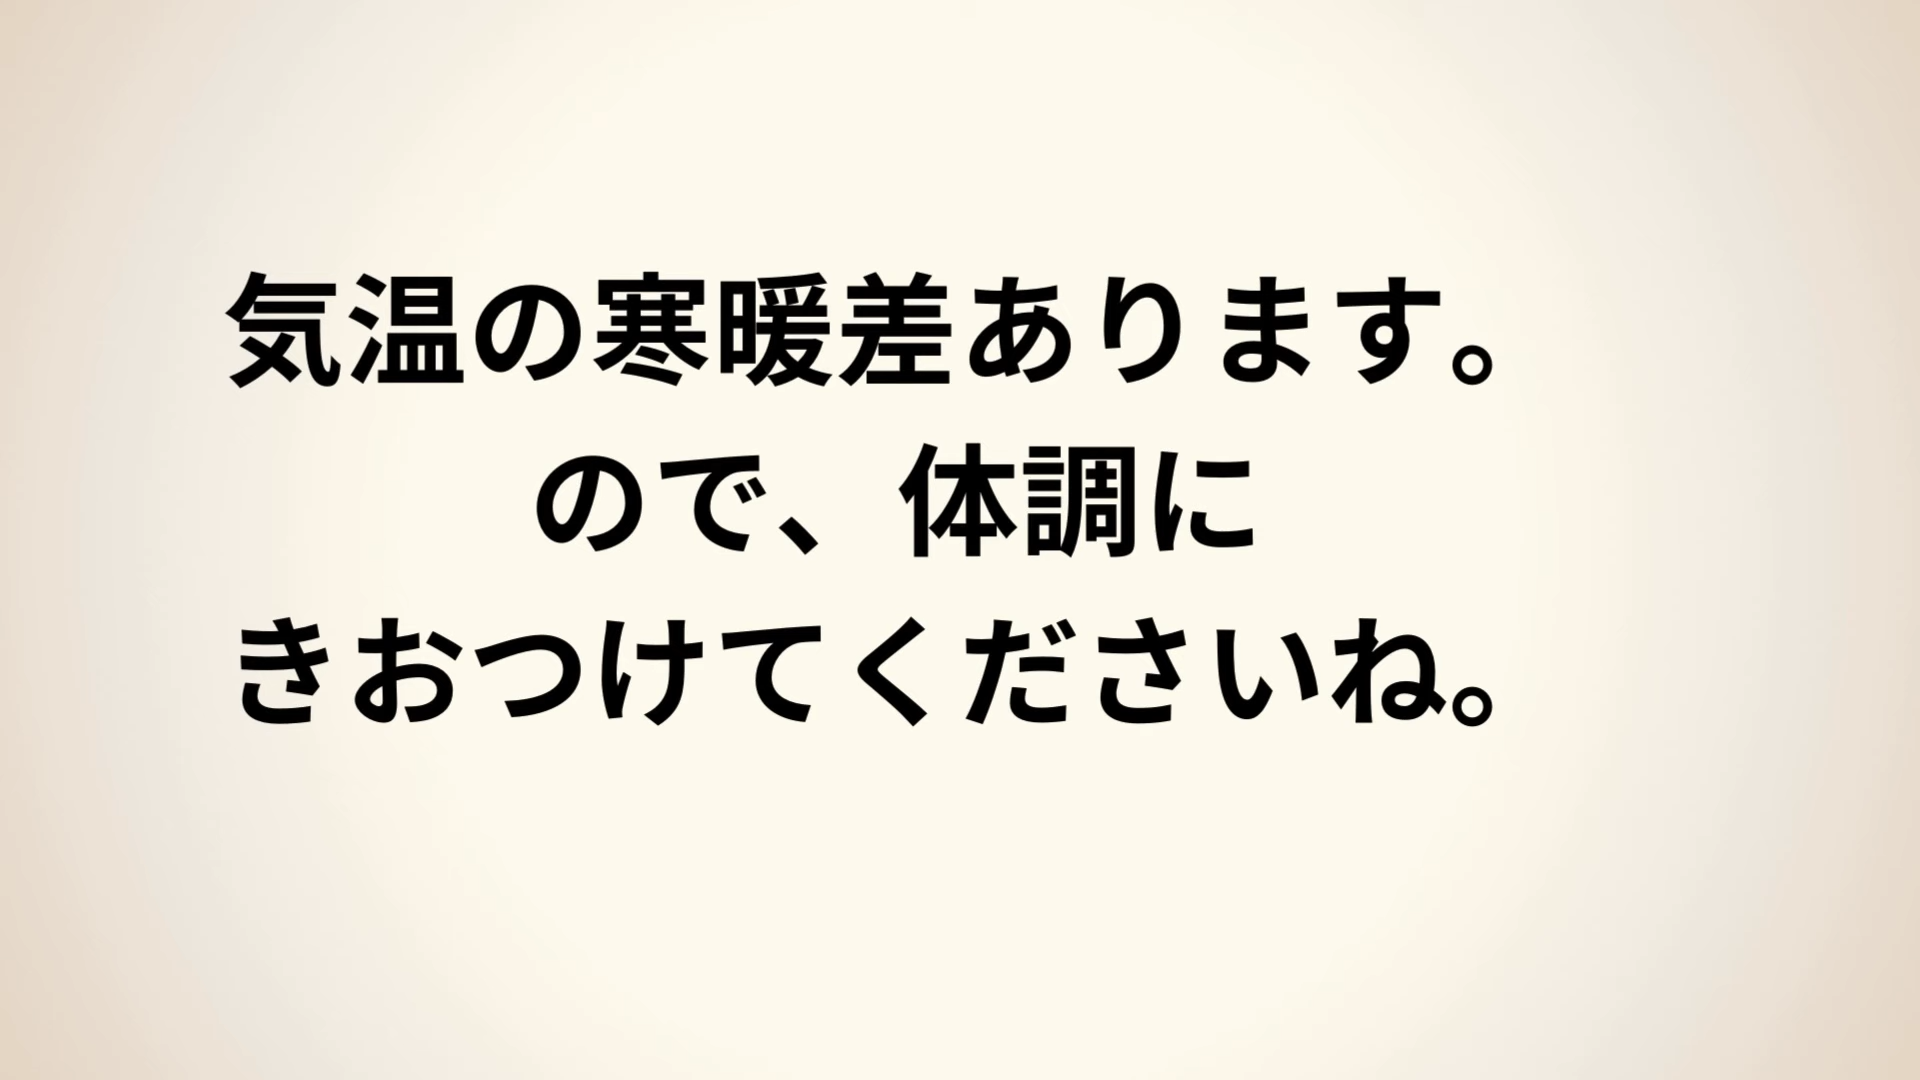 気温の寒暖差あります。
ので、体調に
きおつけてくださいね。